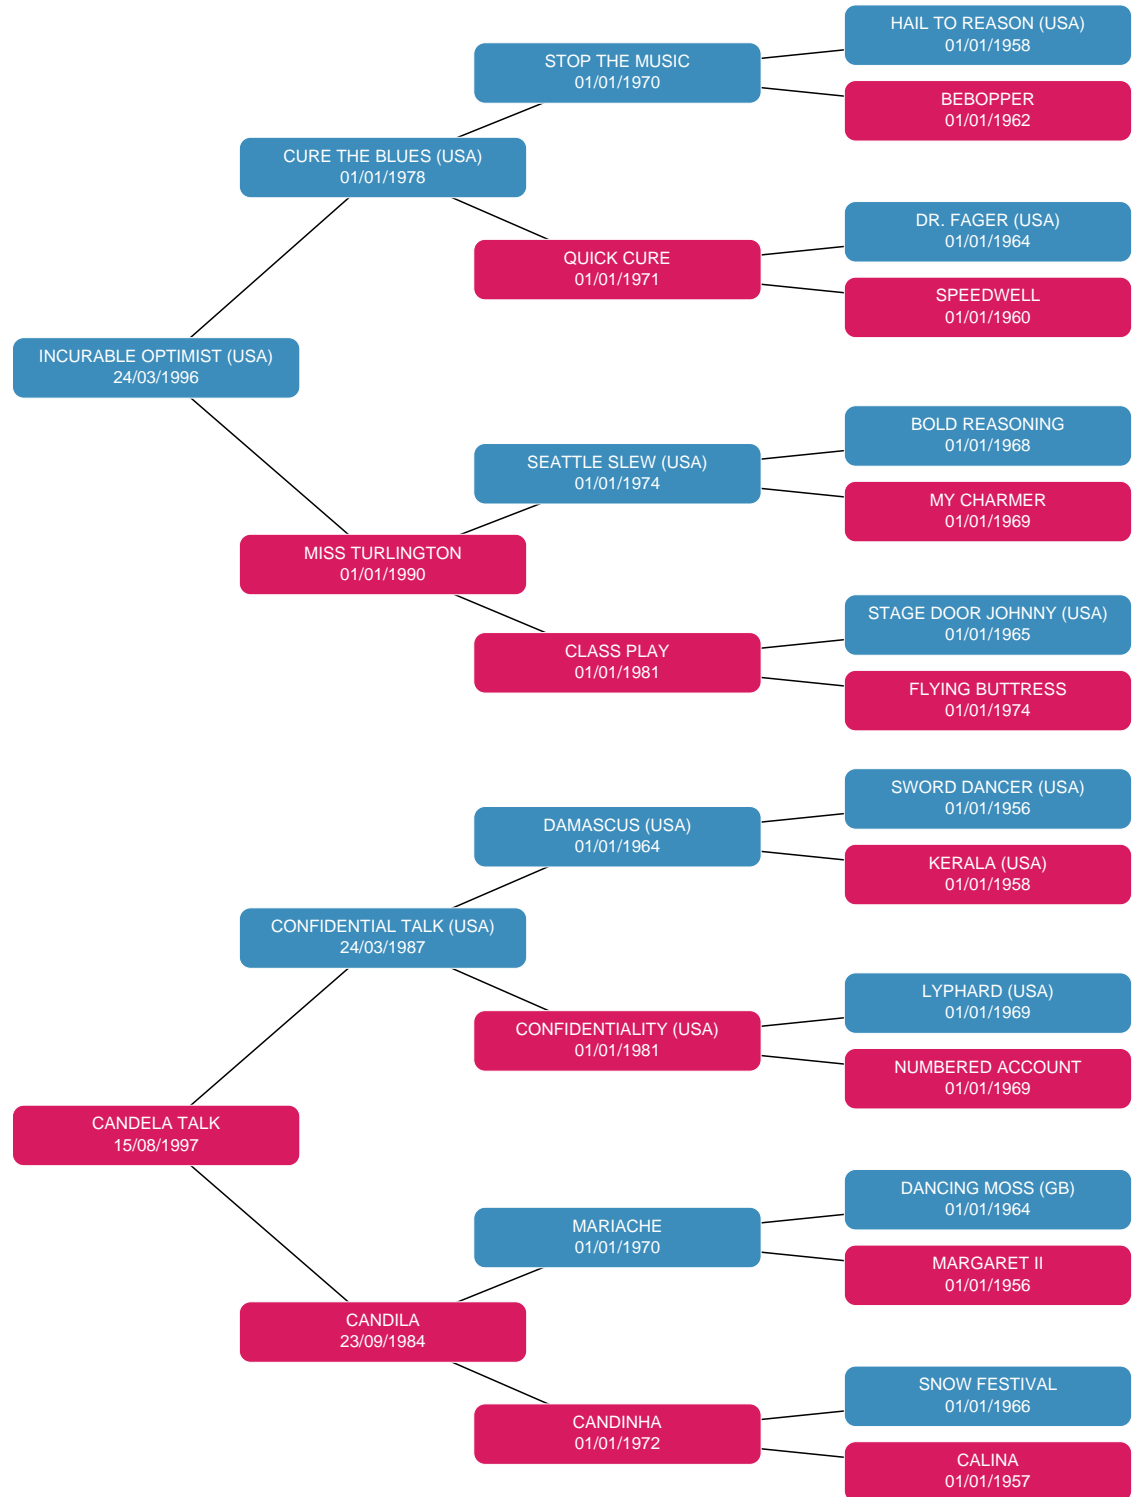 HAIL TO REASON (USA)
01/01/1958
STOP THE MUSIC
01/01/1970
BEBOPPER
01/01/1962
CURE THE BLUES (USA)
01/01/1978
DR. FAGER (USA)
01/01/1964
QUICK CURE
01/01/1971
SPEEDWELL
01/01/1960
INCURABLE OPTIMIST (USA)
24/03/1996
BOLD REASONING
01/01/1968
SEATTLE SLEW (USA)
01/01/1974
MY CHARMER
01/01/1969
MISS TURLINGTON
01/01/1990
STAGE DOOR JOHNNY (USA)
01/01/1965
CLASS PLAY
01/01/1981
FLYING BUTTRESS
01/01/1974
SWORD DANCER (USA)
01/01/1956
DAMASCUS (USA)
01/01/1964
KERALA (USA)
01/01/1958
CONFIDENTIAL TALK (USA)
24/03/1987
LYPHARD (USA)
01/01/1969
CONFIDENTIALITY (USA)
01/01/1981
NUMBERED ACCOUNT
01/01/1969
CANDELA TALK
15/08/1997
DANCING MOSS (GB)
01/01/1964
MARIACHE
01/01/1970
MARGARET II
01/01/1956
CANDILA
23/09/1984
SNOW FESTIVAL
01/01/1966
CANDINHA
01/01/1972
CALINA
01/01/1957